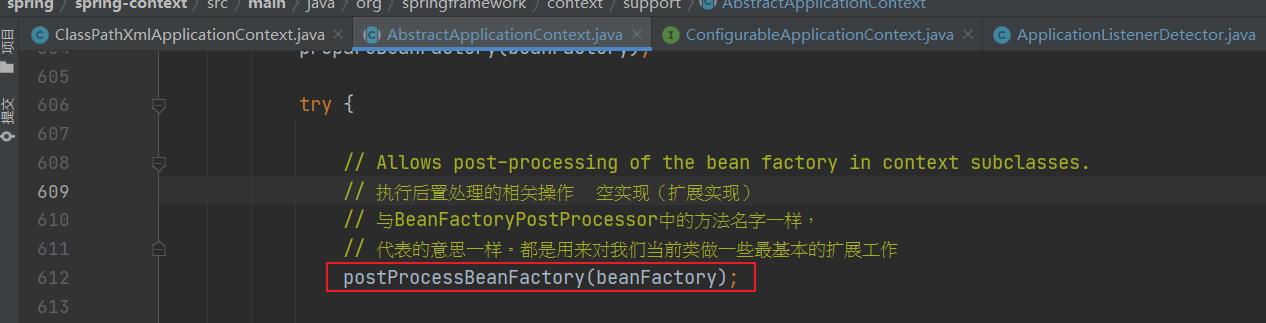 spring spring-context src main java org springframework context support AbstractApplicationContext
ClassPathXmlApplicationContext.java AbstractApplicationContext.java ConfigurableApplicationContext.java ApplicationListenerDetector.java
项目
提交
604 prepareBeanFactory(beanFactory);
605
606 try {
607
608 // Allows post-processing of the bean factory in context subclasses.
609 // 执行后置处理的相关操作 空实现（扩展实现）
610 // 与BeanFactoryPostProcessor中的方法名字一样，
611 // 代表的意思一样。都是用来对我们当前类做一些最基本的扩展工作
612 postProcessBeanFactory(beanFactory);
613